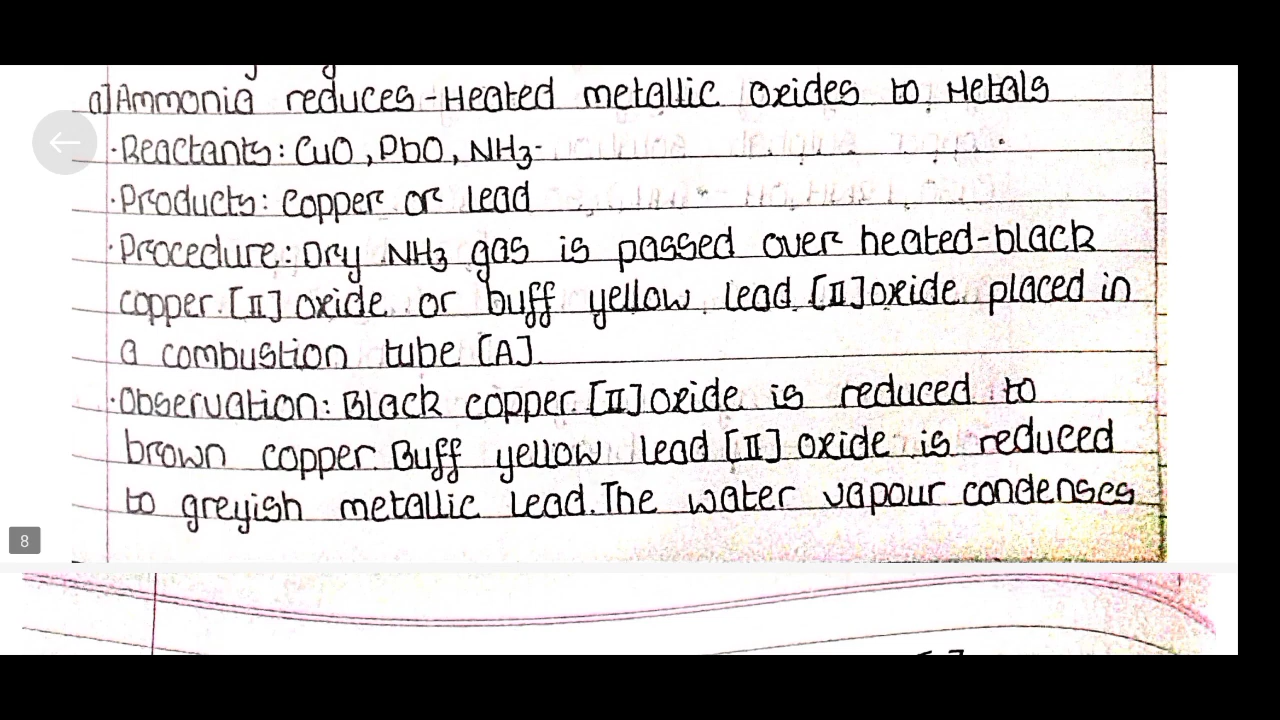 a] Ammonia reduces - Heated metallic oxides to Metals
· Reactants: CuO, PbO, NH3-
· Products: Copper or Lead
· Procedure: Dry NH3 gas is passed over heated-black
copper [II] oxide or buff yellow lead [II] oxide placed in
a combustion tube [A]
· Observation: Black copper [II] oxide is reduced to
brown copper. Buff yellow lead [II] oxide is reduced
to greyish metallic lead. The water vapour condenses
8